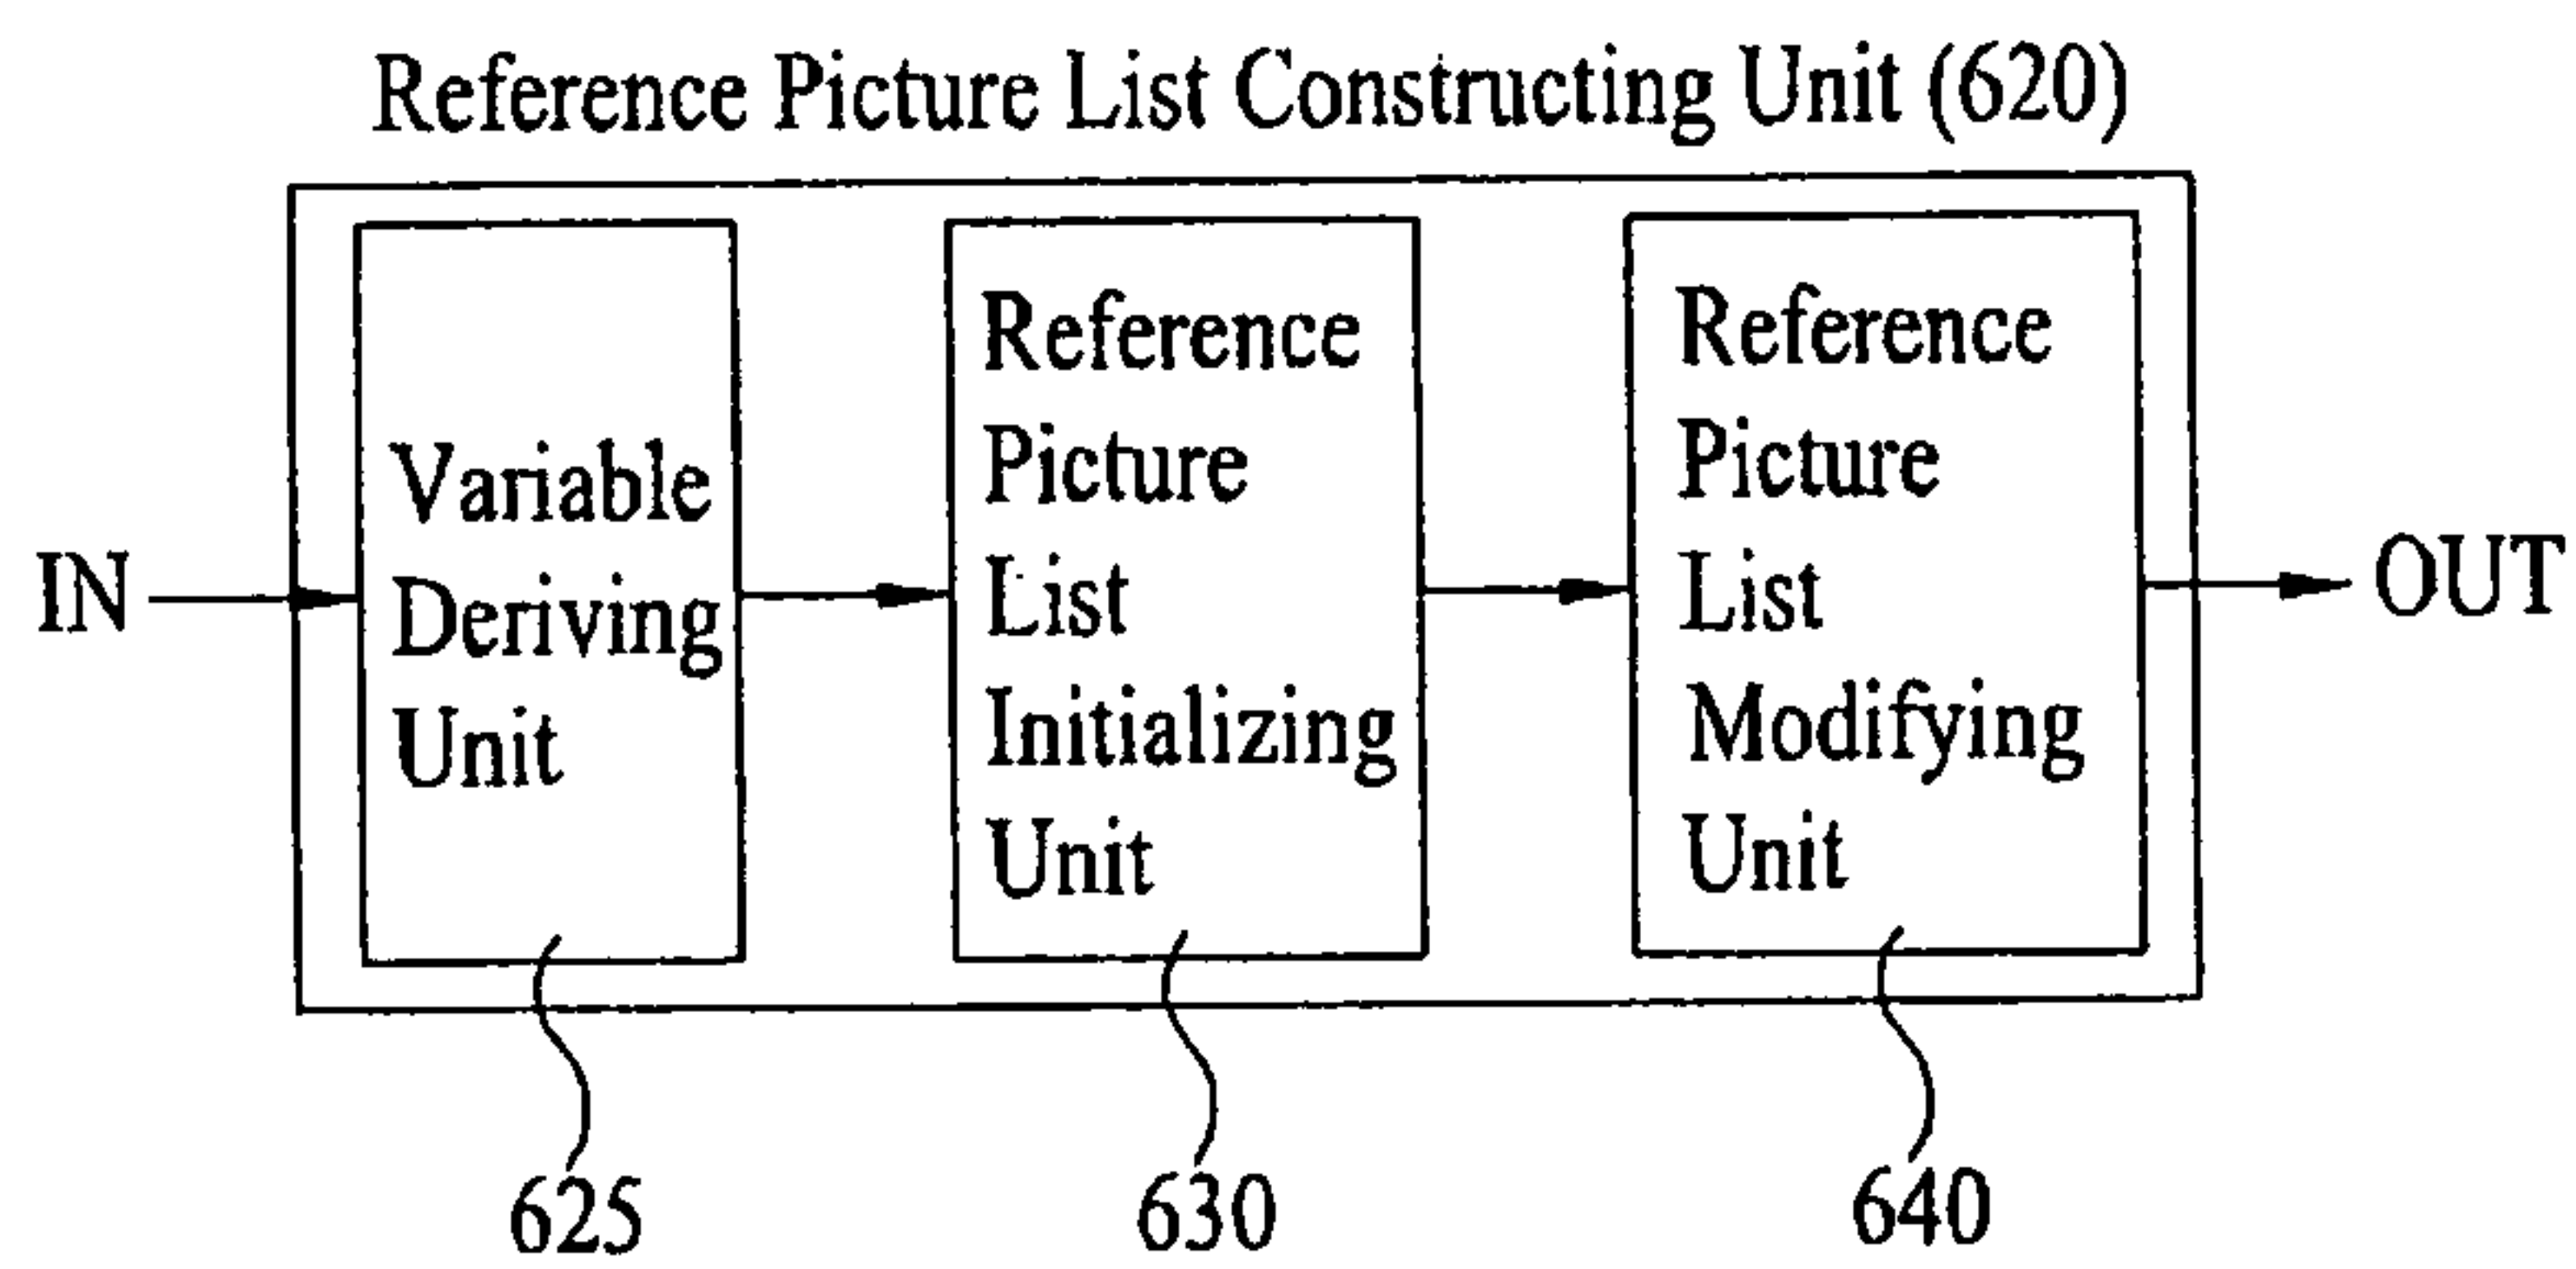 Reference Picture List Constructing Unit (620)
IN
Variable
Deriving
Unit
Reference
Picture
List
Initializing
Unit
Reference
Picture
List
Modifying
Unit
OUT
625
630
640